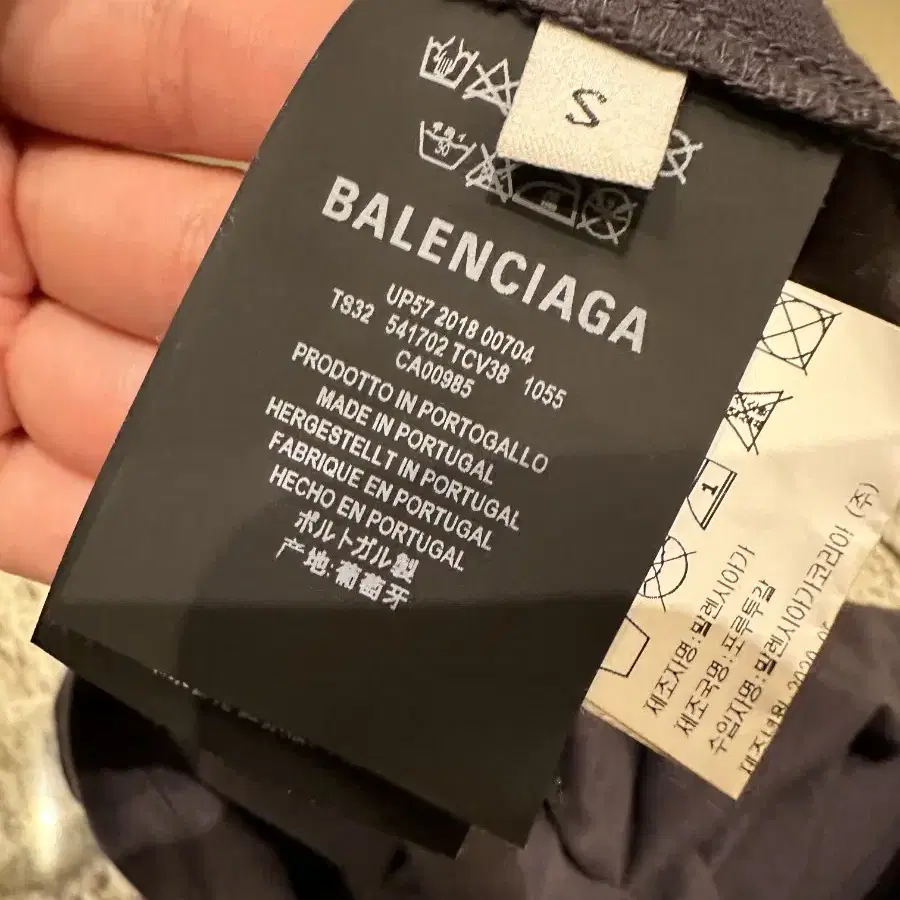 S
BALENCIAGA
UP57 2018 00704
TS32 541702 TCV38 1055
CA00985
PRODOTTO IN PORTOGALLO
MADE IN PORTUGAL
HERGESTELLT IN PORTUGAL
FABRIQUE EN PORTUGAL
HECHO EN PORTUGAL
ポルトガル製
产地:葡萄牙
1
제조자명: 발렌시아가
제조국명: 포루투갈
수입자명: 발렌시아가코리아 (주)